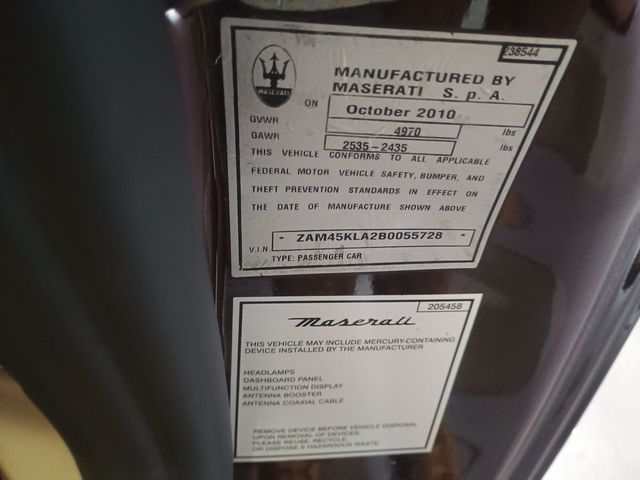 238544
MASERATI
MANUFACTURED BY
MASERATI S. p. A.
ON October 2010
GVWR 4970 lbs
GAWR 2535-2435 lbs
THIS VEHICLE CONFORMS TO ALL APPLICABLE
FEDERAL MOTOR VEHICLE SAFETY, BUMPER, AND
THEFT PREVENTION STANDARDS IN EFFECT ON
THE DATE OF MANUFACTURE SHOWN ABOVE
V.I.N. * ZAM45KLA2B0055728 *
TYPE: PASSENGER CAR
205458
Maserati
THIS VEHICLE MAY INCLUDE MERCURY-CONTAINING
DEVICE INSTALLED BY THE MANUFACTURER
HEADLAMPS
DASHBOARD PANEL
MULTIFUNCTION DISPLAY
ANTENNA BOOSTER
ANTENNA COAXIAL CABLE
REMOVE DEVICE BEFORE VEHICLE DISPOSAL
UPON REMOVAL OF DEVICES:
PLEASE REUSE, RECYCLE,
OR DISPOSE S HAZARDOUS WASTE